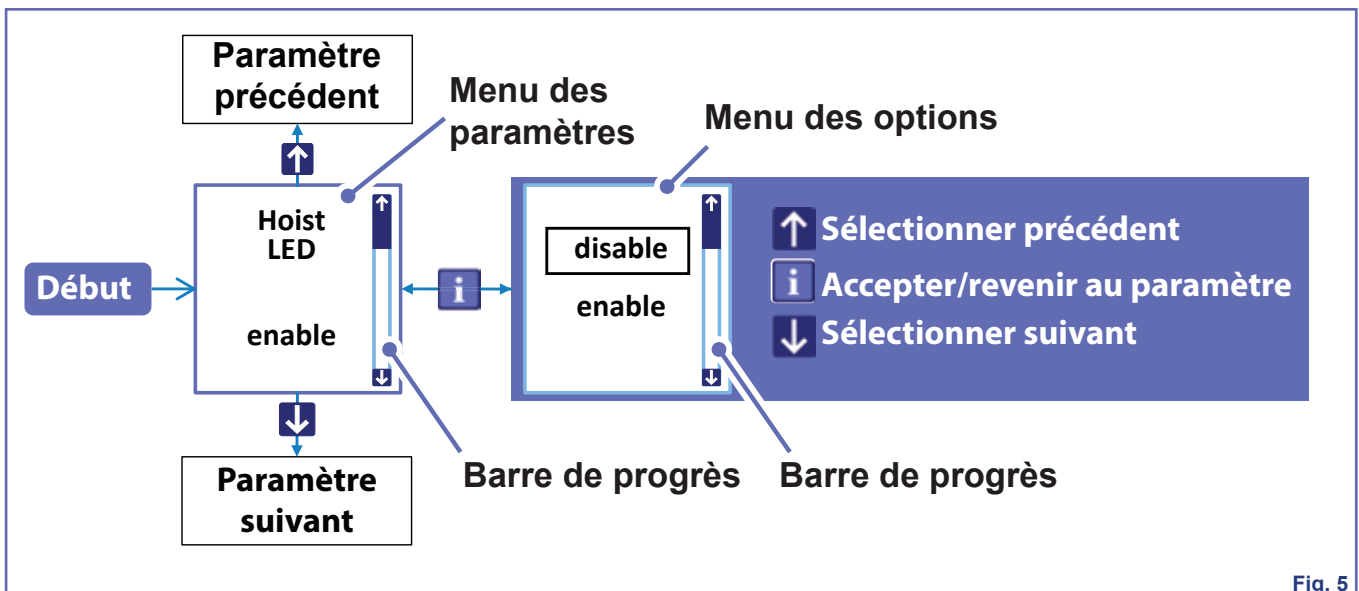 Paramètre
précédent
Menu des
paramètres
Menu des options
Hoist
LED
enable
Début
i
disable
enable
Sélectionner précédent
i Accepter/revenir au paramètre
Sélectionner suivant
Barre de progrès
Barre de progrès
Paramètre
suivant
Fig. 5